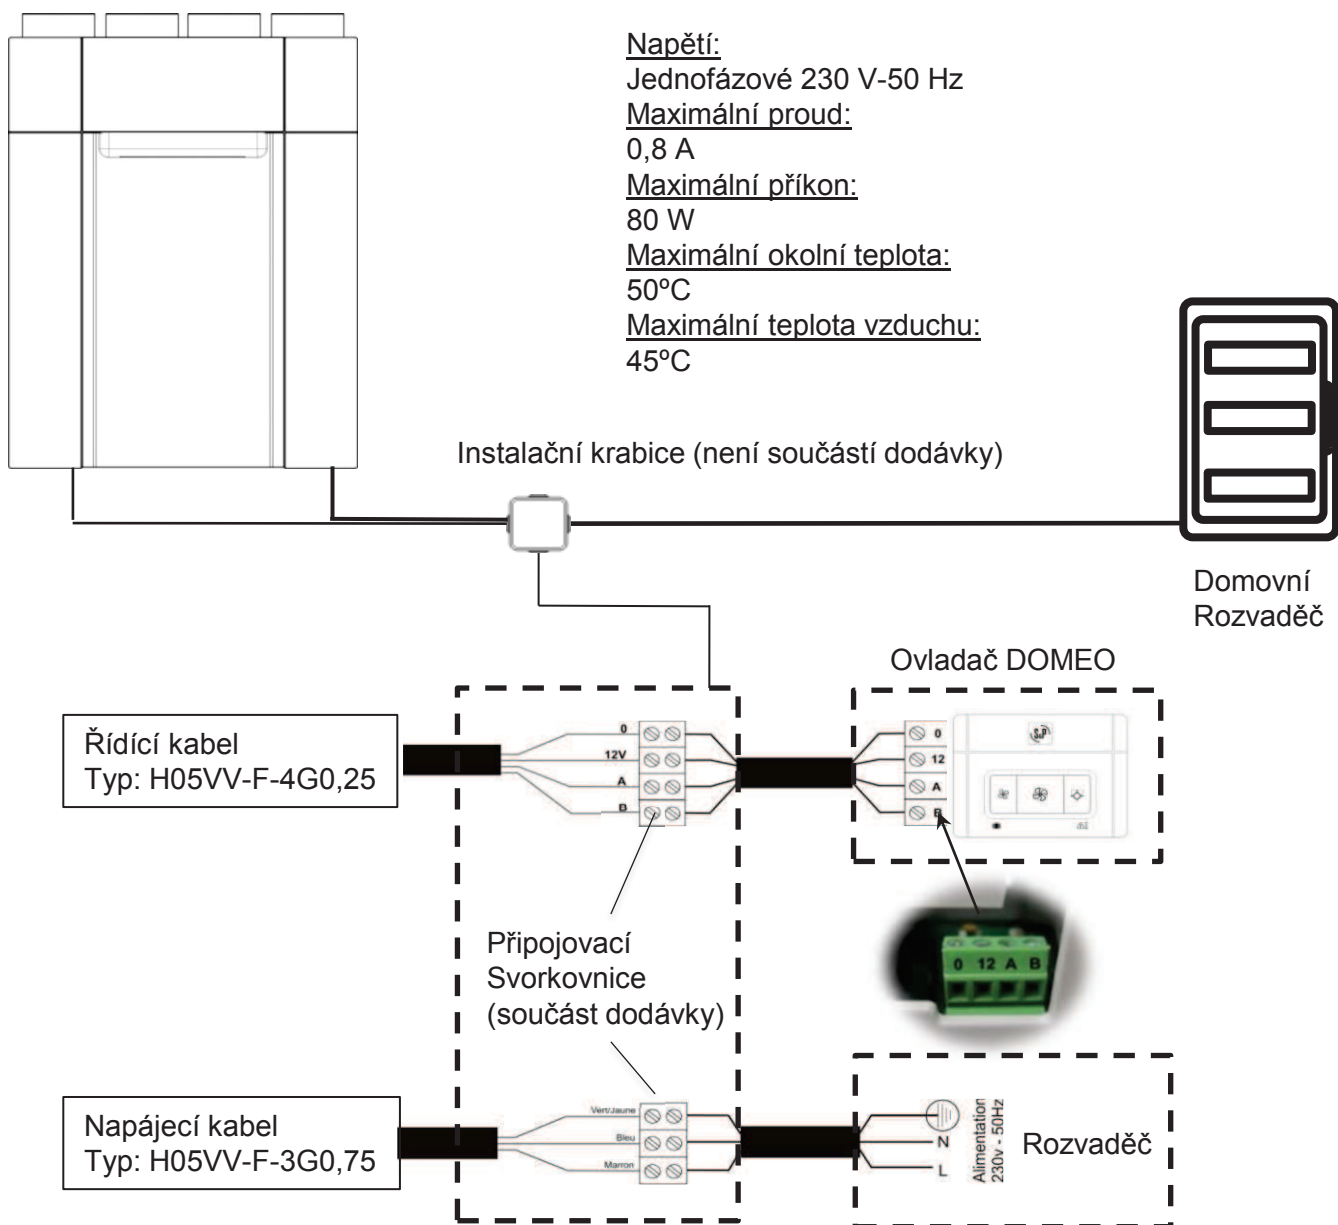 Napětí:
Jednofázové 230 V-50 Hz
Maximální proud:
0,8 A
Maximální příkon:
80 W
Maximální okolní teplota:
50ºC
Maximální teplota vzduchu:
45ºC
Instalační krabice (není součástí dodávky)
Domovní
Rozvaděč
Ovladač DOMEO
Řídící kabel
Typ: H05VV-F-4G0,25
0
12V
A
B
0
12
A
B
S&P
Připojovací
Svorkovnice
(součást dodávky)
0 12 A B
Napájecí kabel
Typ: H05VV-F-3G0,75
Vert/Jaune
Bleu
Marron
N
L
Alimentation
230v - 50Hz
Rozvaděč